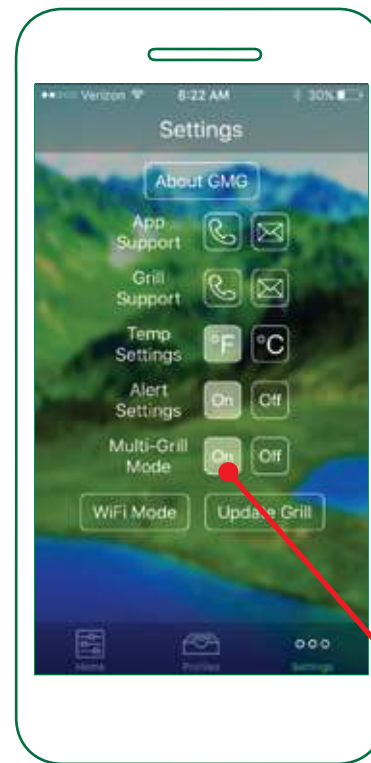 Verizon 8:22 AM 30%
Settings
About GMG
App
Support
Grill
Support
Temp
Settings °F °C
Alert
Settings On Off
Multi-Grill
Mode On Off
WiFi Mode Update Grill
Home Profiles Settings